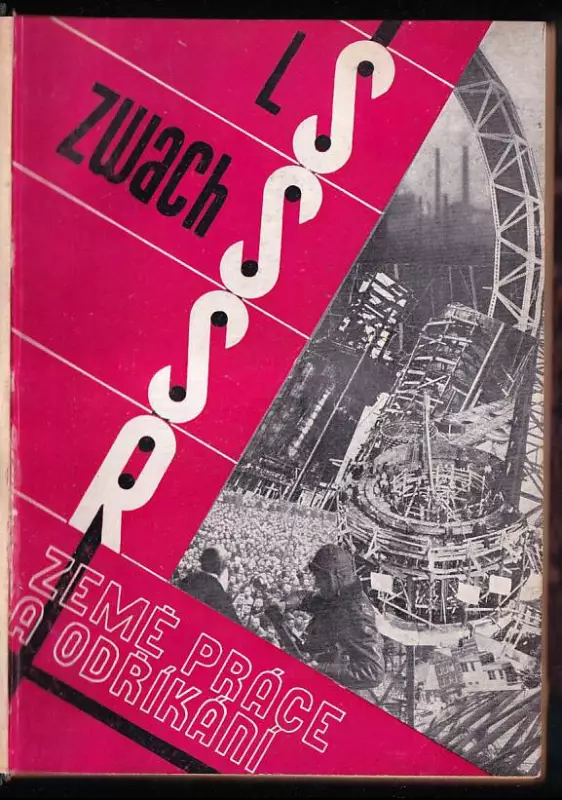 L
zwach
SSSR
ZEMĚ PRÁCE
A ODŘÍKÁNÍ